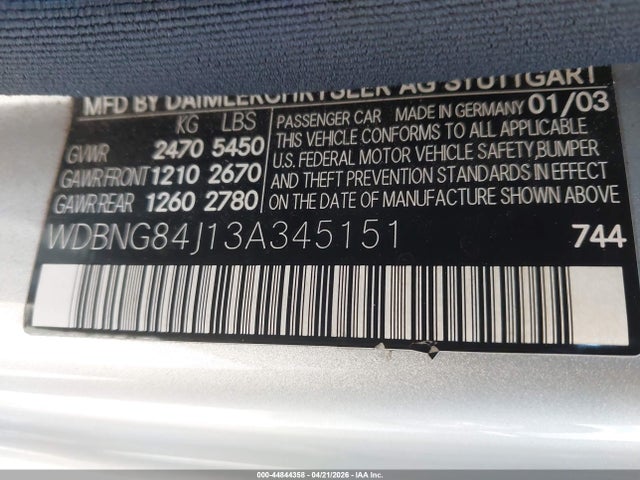 MFD BY DAIMLERCHRYSLER AG STUTTGART
KG LBS
GVWR 2470 5450
GAWR FRONT 1210 2670
GAWR REAR 1260 2780
PASSENGER CAR MADE IN GERMANY 01/03
THIS VEHICLE CONFORMS TO ALL APPLICABLE
U.S. FEDERAL MOTOR VEHICLE SAFETY, BUMPER
AND THEFT PREVENTION STANDARDS IN EFFECT
ON THE DATE OF MANUFACTURE SHOWN ABOVE
WDBNG84J13A345151 744
000-44844358 - 04/21/2026 - IAA Inc.